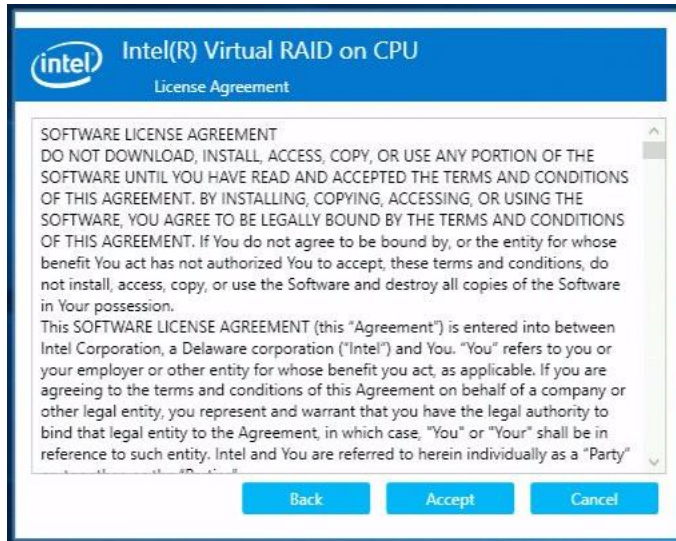 intel
Intel(R) Virtual RAID on CPU
License Agreement
SOFTWARE LICENSE AGREEMENT
DO NOT DOWNLOAD, INSTALL, ACCESS, COPY, OR USE ANY PORTION OF THE
SOFTWARE UNTIL YOU HAVE READ AND ACCEPTED THE TERMS AND CONDITIONS
OF THIS AGREEMENT. BY INSTALLING, COPYING, ACCESSING, OR USING THE
SOFTWARE, YOU AGREE TO BE LEGALLY BOUND BY THE TERMS AND CONDITIONS
OF THIS AGREEMENT. If You do not agree to be bound by, or the entity for whose
benefit You act has not authorized You to accept, these terms and conditions, do
not install, access, copy, or use the Software and destroy all copies of the Software
in Your possession.
This SOFTWARE LICENSE AGREEMENT (this "Agreement") is entered into between
Intel Corporation, a Delaware corporation ("Intel") and You. "You" refers to you or
your employer or other entity for whose benefit you act, as applicable. If you are
agreeing to the terms and conditions of this Agreement on behalf of a company or
other legal entity, you represent and warrant that you have the legal authority to
bind that legal entity to the Agreement, in which case, "You" or "Your" shall be in
reference to such entity. Intel and You are referred to herein individually as a "Party"
Back Accept Cancel